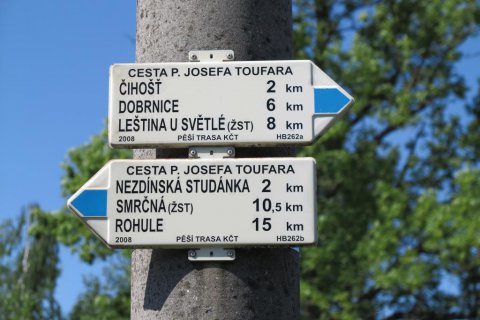 CESTA P. JOSEFA TOUFARA
ČIHOŠŤ 2 km
DOBRNICE 6 km
LEŠTINA U SVĚTLÉ (ŽST) 8 km
2008 PĚŠÍ TRASA KČT HB262a
CESTA P. JOSEFA TOUFARA
NEZDÍNSKÁ STUDÁNKA 2 km
SMRČNÁ (ŽST) 10,5 km
ROHULE 15 km
2008 PĚŠÍ TRASA KČT HB262b